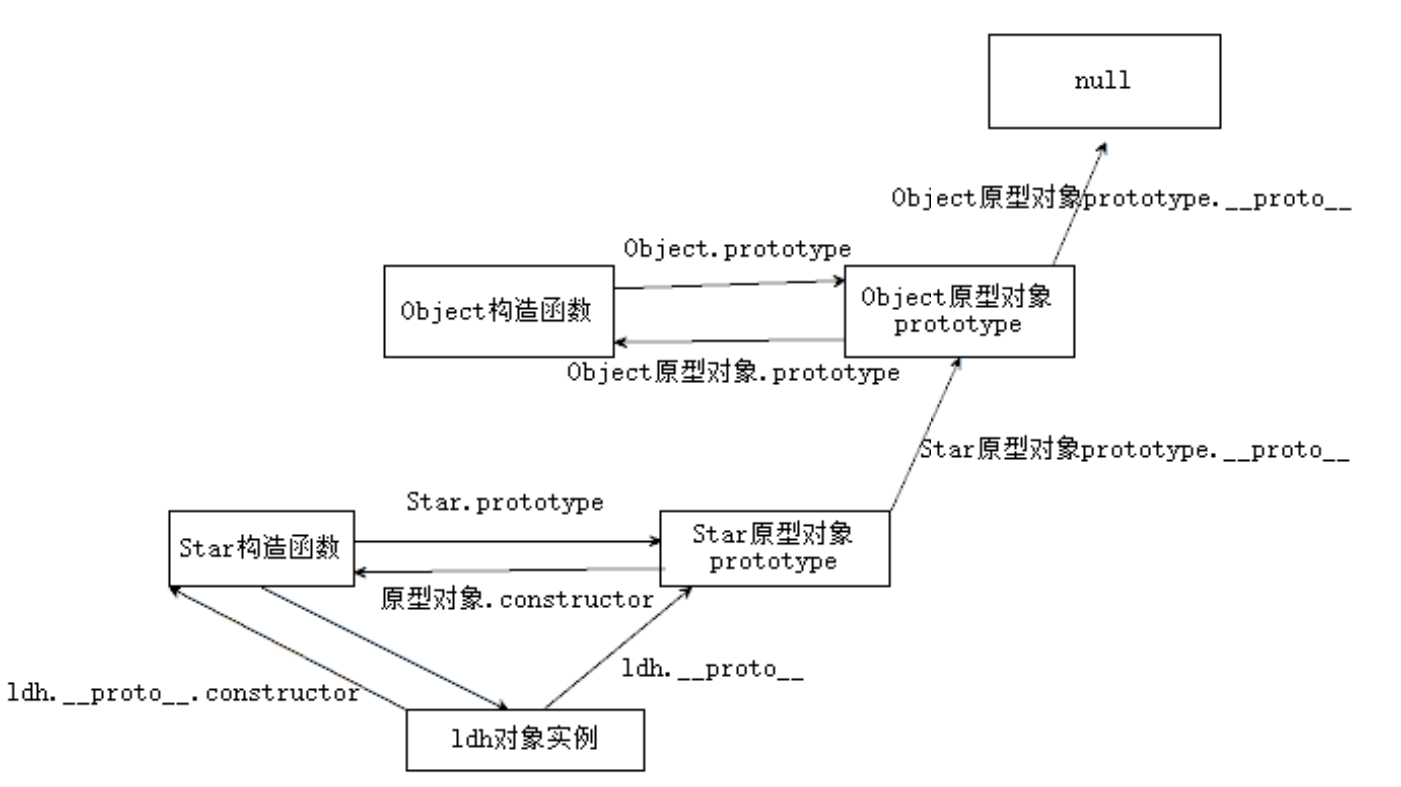 null
Object原型对象prototype.__proto__
Object.prototype
Object构造函数
Object原型对象
prototype
Object原型对象.prototype
Star原型对象prototype.__proto__
Star.prototype
Star构造函数
Star原型对象
prototype
原型对象.constructor
ldh.__proto__
ldh.__proto__.constructor
ldh对象实例